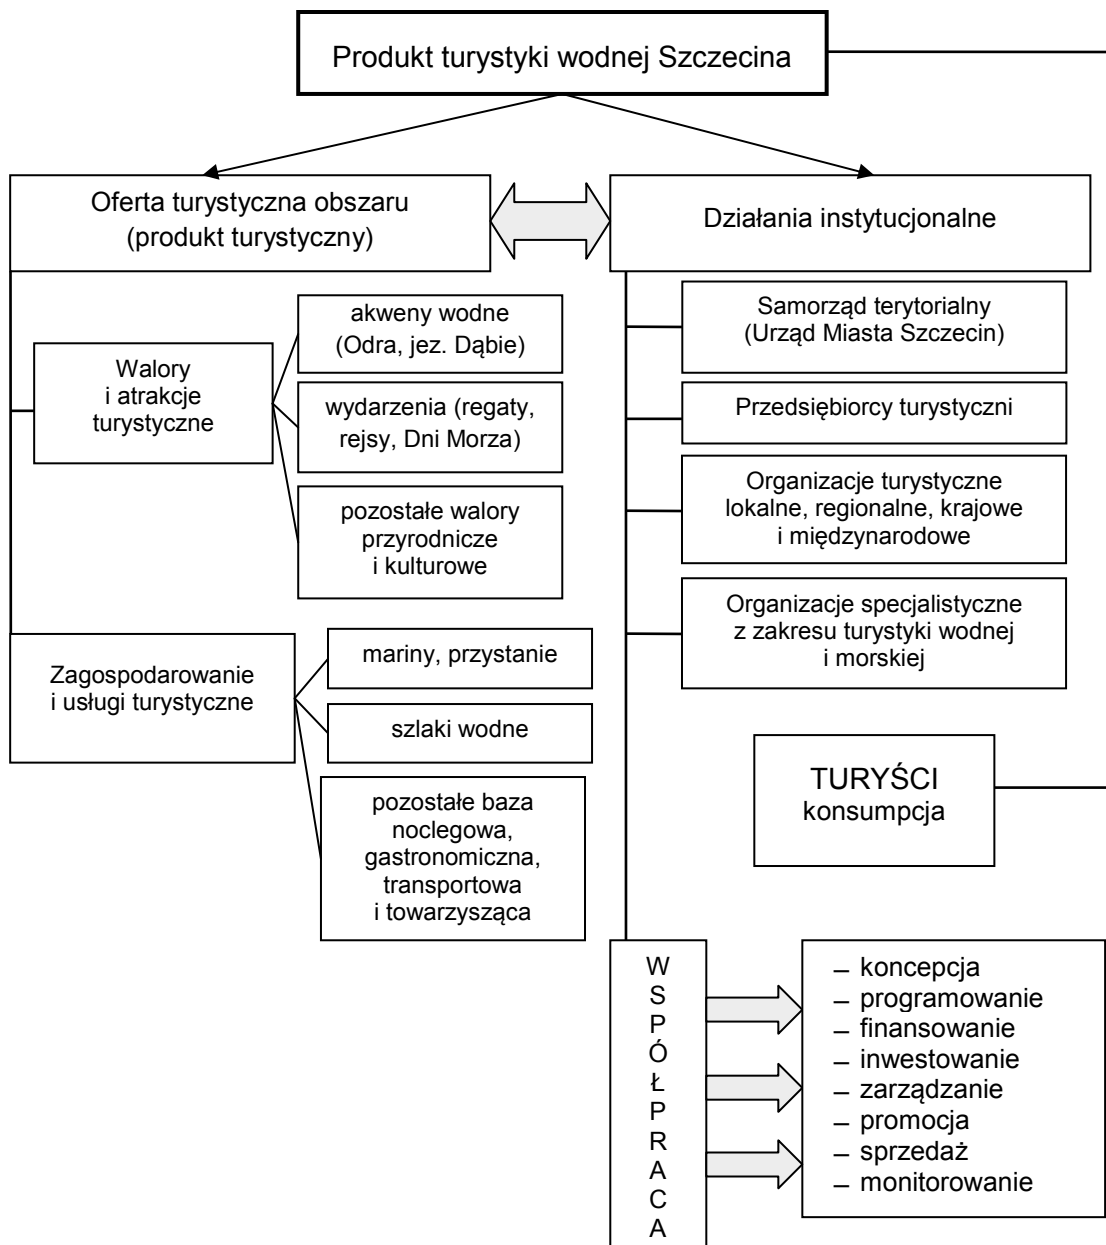 Produkt turystyki wodnej Szczecina
Oferta turystyczna obszaru
(produkt turystyczny)
Działania instytucjonalne
Walory
i atrakcje
turystyczne
akweny wodne
(Odra, jez. Dąbie)
wydarzenia (regaty,
rejsy, Dni Morza)
pozostałe walory
przyrodnicze
i kulturowe
Zagospodarowanie
i usługi turystyczne
mariny, przystanie
szlaki wodne
pozostałe baza
noclegowa,
gastronomiczna,
transportowa
i towarzysząca
Samorząd terytorialny
(Urząd Miasta Szczecin)
Przedsiębiorcy turystyczni
Organizacje turystyczne
lokalne, regionalne, krajowe
i międzynarodowe
Organizacje specjalistyczne
z zakresu turystyki wodnej
i morskiej
TURYŚCI
konsumpcja
W
S
P
Ó
Ł
P
R
A
C
A
– koncepcja
– programowanie
– finansowanie
– inwestowanie
– zarządzanie
– promocja
– sprzedaż
– monitorowanie